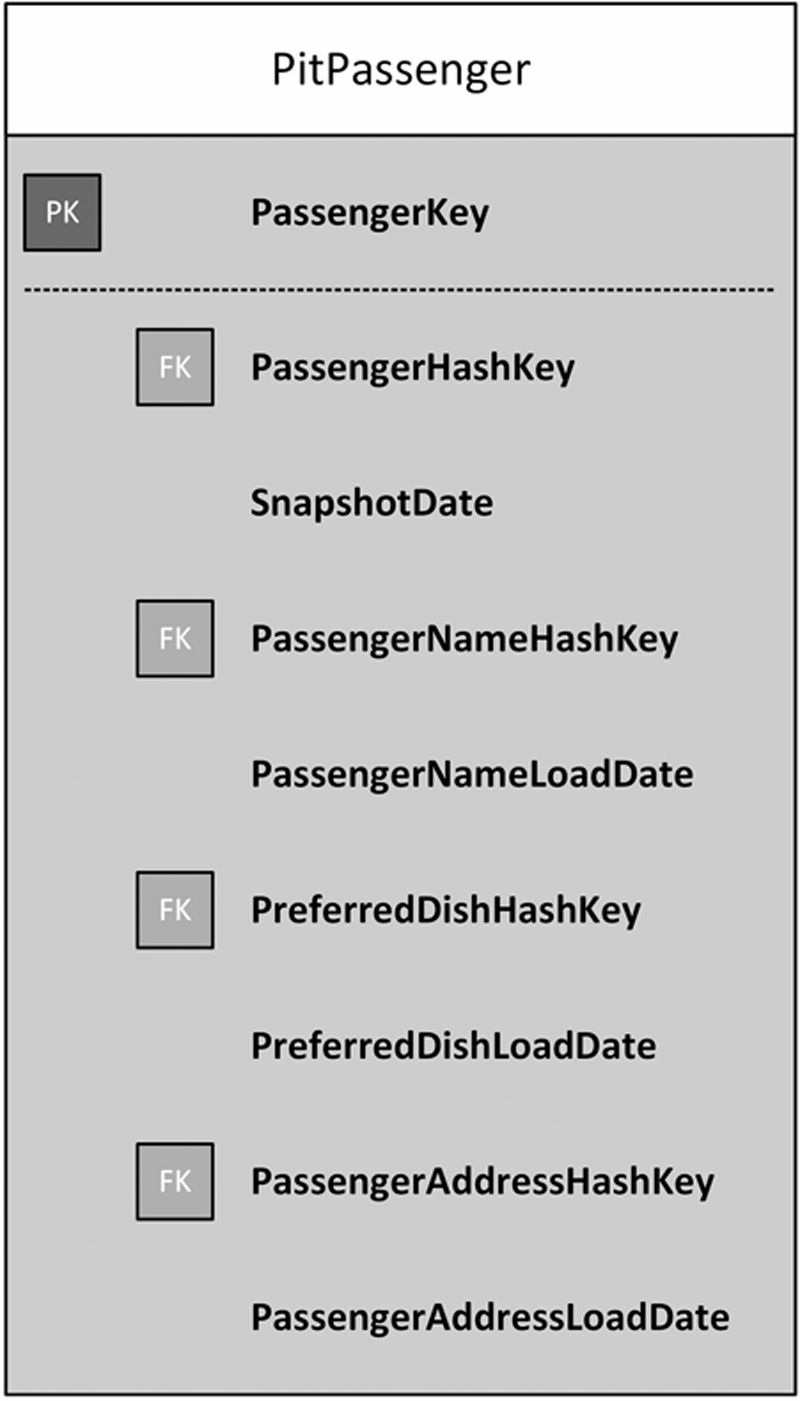 PitPassenger
PK PassengerKey
FK PassengerHashKey
SnapshotDate
FK PassengerNameHashKey
PassengerNameLoadDate
FK PreferredDishHashKey
PreferredDishLoadDate
FK PassengerAddressHashKey
PassengerAddressLoadDate